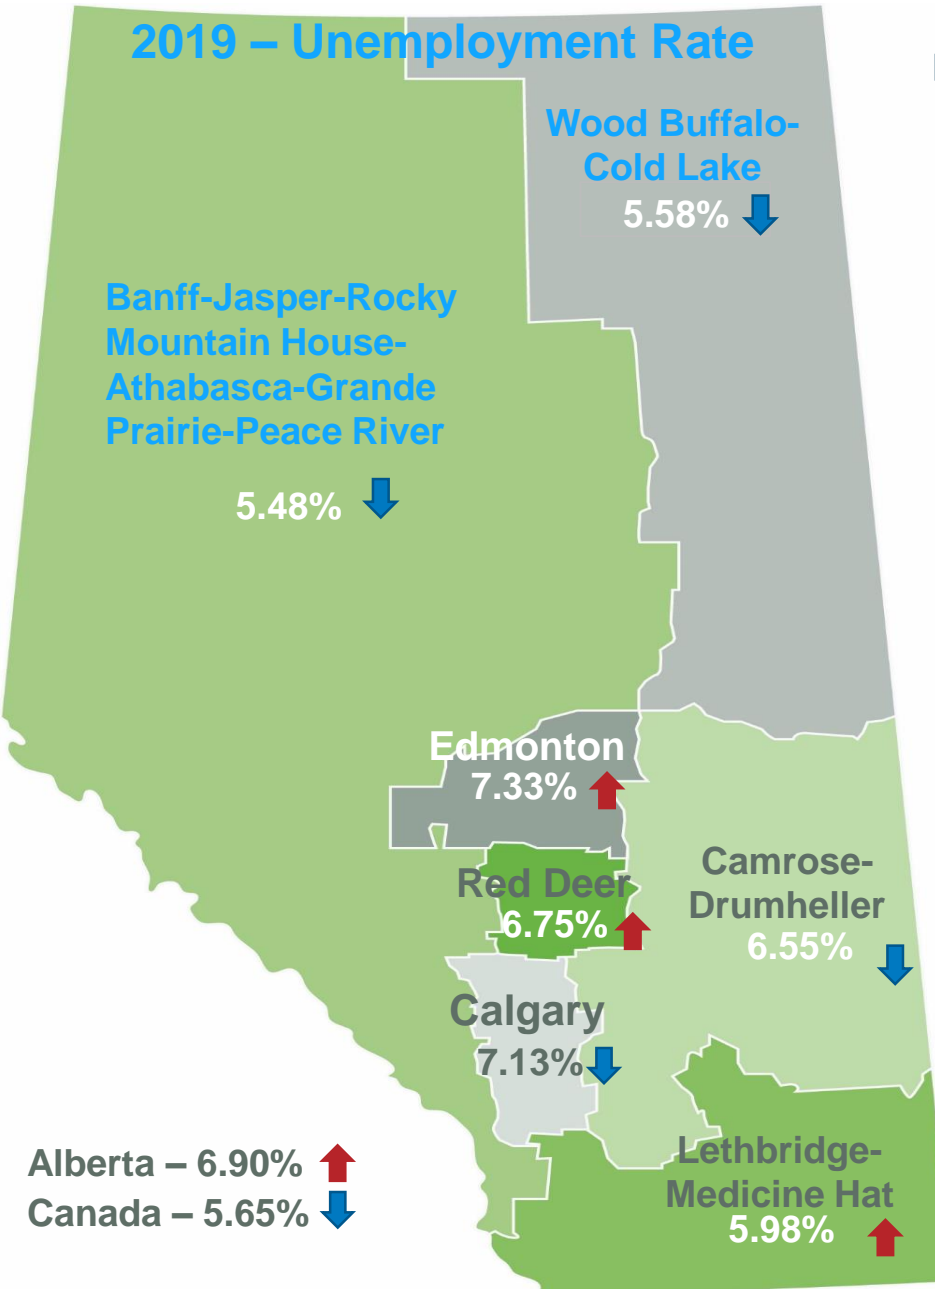 2019 – Unemployment Rate
Wood Buffalo-
Cold Lake
5.58%
Banff-Jasper-Rocky
Mountain House-
Athabasca-Grande
Prairie-Peace River
5.48%
Edmonton
7.33%
Red Deer
6.75%
Camrose-
Drumheller
6.55%
Calgary
7.13%
Lethbridge-
Medicine Hat
5.98%
Alberta – 6.90%
Canada – 5.65%